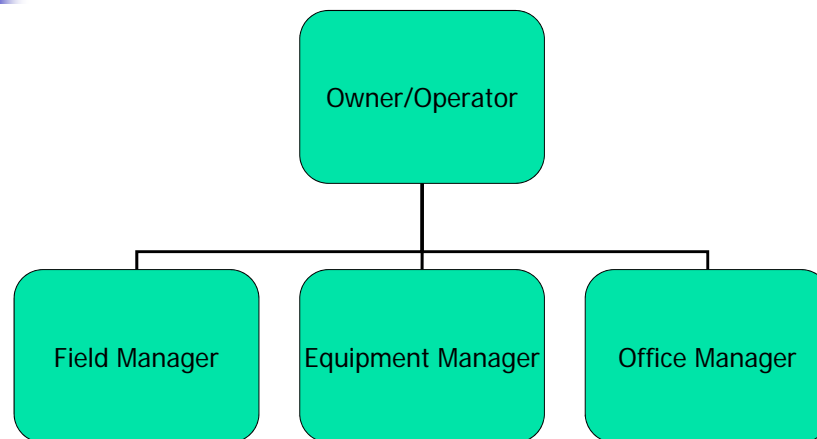 Owner/Operator
Field Manager
Equipment Manager
Office Manager